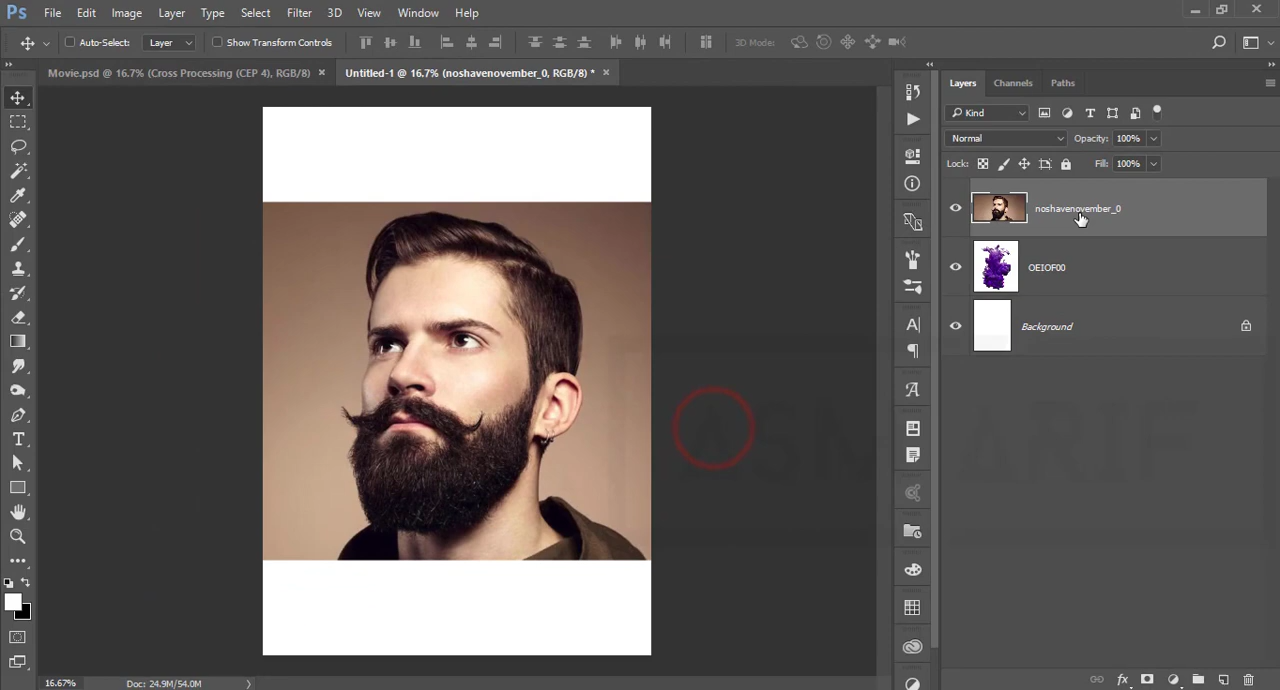 Ps File Edit Image Layer Type Select Filter 3D View Window Help
Auto-Select: Layer Show Transform Controls 3D Mode:
Movie.psd @ 16.7% (Cross Processing (CEP 4), RGB/8) × Untitled-1 @ 16.7% (noshavenovember_0, RGB/8) * ×
Layers Channels Paths
Kind
Normal Opacity: 100%
Lock: Fill: 100%
noshavenovember_0
OEIOF00
Background
ASM ARIF
16.67% Doc: 24.9M/54.0M